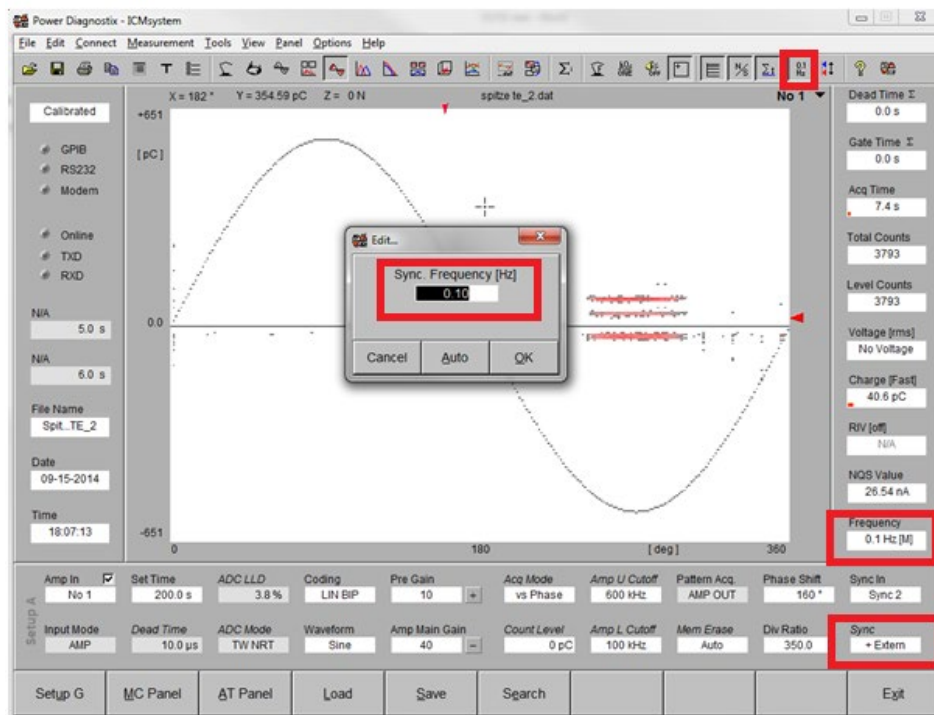 Power Diagnostix - ICMsystem
File Edit Connect Measurement Tools View Panel Options Help
X = 182 ° Y = 354.59 pC Z = 0 N spitze te_2.dat No 1
Calibrated
GPIB
RS232
Modem
Online
TXD
RXD
N/A
5.0 s
N/A
6.0 s
File Name
Spit...TE_2
Date
09-15-2014
Time
18:07:13
+651
[pC]
0.0
-651
0 180 [deg] 360
Edit...
Sync. Frequency [Hz]
0.10
Cancel Auto OK
Dead Time Σ
0.0 s
Gate Time Σ
0.0 s
Acq Time
7.4 s
Total Counts
3793
Level Counts
3793
Voltage [rms]
No Voltage
Charge [Fast]
40.6 pC
RIV [off]
N/A
NQS Value
26.54 nA
Frequency
0.1 Hz [M]
Setup A
Amp In Set Time ADC LLD Coding Pre Gain Acq Mode Amp U Cutoff Pattern Acq. Phase Shift Sync In
No 1 200.0 s 3.8 % LIN BIP 10 + vs Phase 600 kHz AMP OUT 160 ° Sync 2
Input Mode Dead Time ADC Mode Waveform Amp Main Gain Count Level Amp L Cutoff Mem Erase Div Ratio Sync
AMP 10.0 µs TW NRT Sine 40 - 0 pC 100 kHz Auto 350.0 + Extern
Setup G MC Panel AT Panel Load Save Search Exit